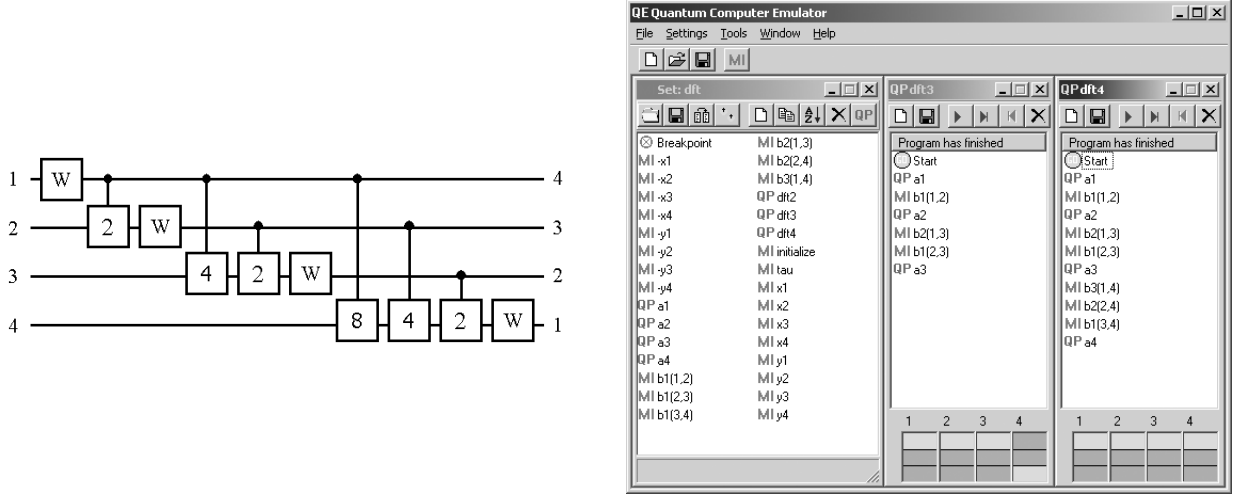 1 W 4
2 2 W 3
3 4 2 W 2
4 8 4 2 W 1
QE Quantum Computer Emulator
File Settings Tools Window Help
MI
Set: dft
QP
Breakpoint
MI -x1
MI -x2
MI -x3
MI -x4
MI -y1
MI -y2
MI -y3
MI -y4
QP a1
QP a2
QP a3
QP a4
MI b1(1,2)
MI b1(2,3)
MI b1(3,4)
MI b2(1,3)
MI b2(2,4)
MI b3(1,4)
QP dft2
QP dft3
QP dft4
MI initialize
MI tau
MI x1
MI x2
MI x3
MI x4
MI y1
MI y2
MI y3
MI y4
QP dft3
Program has finished
Start
QP a1
MI b1(1,2)
QP a2
MI b2(1,3)
MI b1(2,3)
QP a3
1 2 3 4
QP dft4
Program has finished
Start
QP a1
MI b1(1,2)
QP a2
MI b2(1,3)
MI b1(2,3)
QP a3
MI b3(1,4)
MI b2(2,4)
MI b1(3,4)
QP a4
1 2 3 4